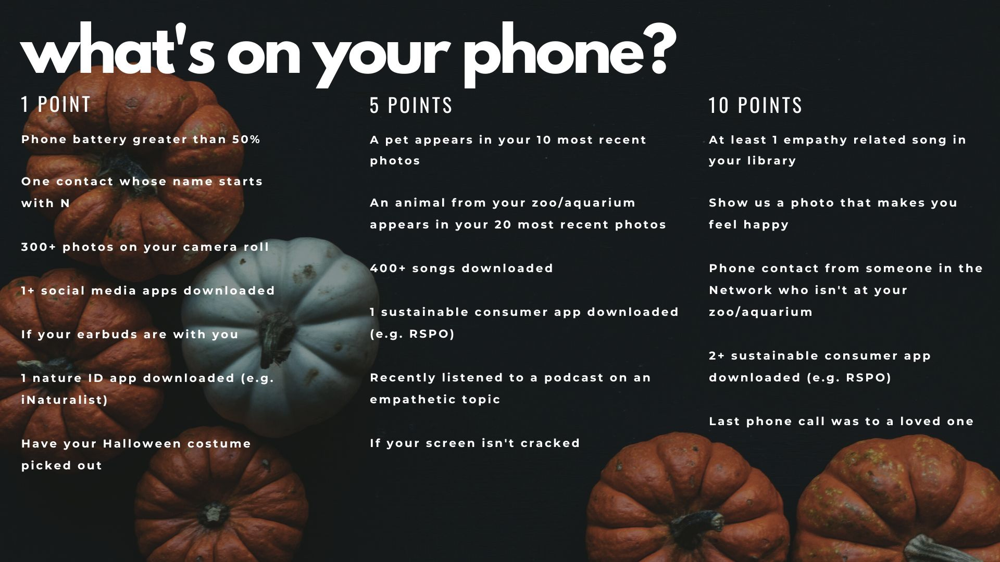 what's on your phone?
1 POINT
Phone battery greater than 50%
One contact whose name starts
with N
300+ photos on your camera roll
1+ social media apps downloaded
If your earbuds are with you
1 nature ID app downloaded (e.g.
iNaturalist)
Have your Halloween costume
picked out
5 POINTS
A pet appears in your 10 most recent
photos
An animal from your zoo/aquarium
appears in your 20 most recent photos
400+ songs downloaded
1 sustainable consumer app downloaded
(e.g. RSPO)
Recently listened to a podcast on an
empathetic topic
If your screen isn't cracked
10 POINTS
At least 1 empathy related song in
your library
Show us a photo that makes you
feel happy
Phone contact from someone in the
Network who isn't at your
zoo/aquarium
2+ sustainable consumer app
downloaded (e.g. RSPO)
Last phone call was to a loved one